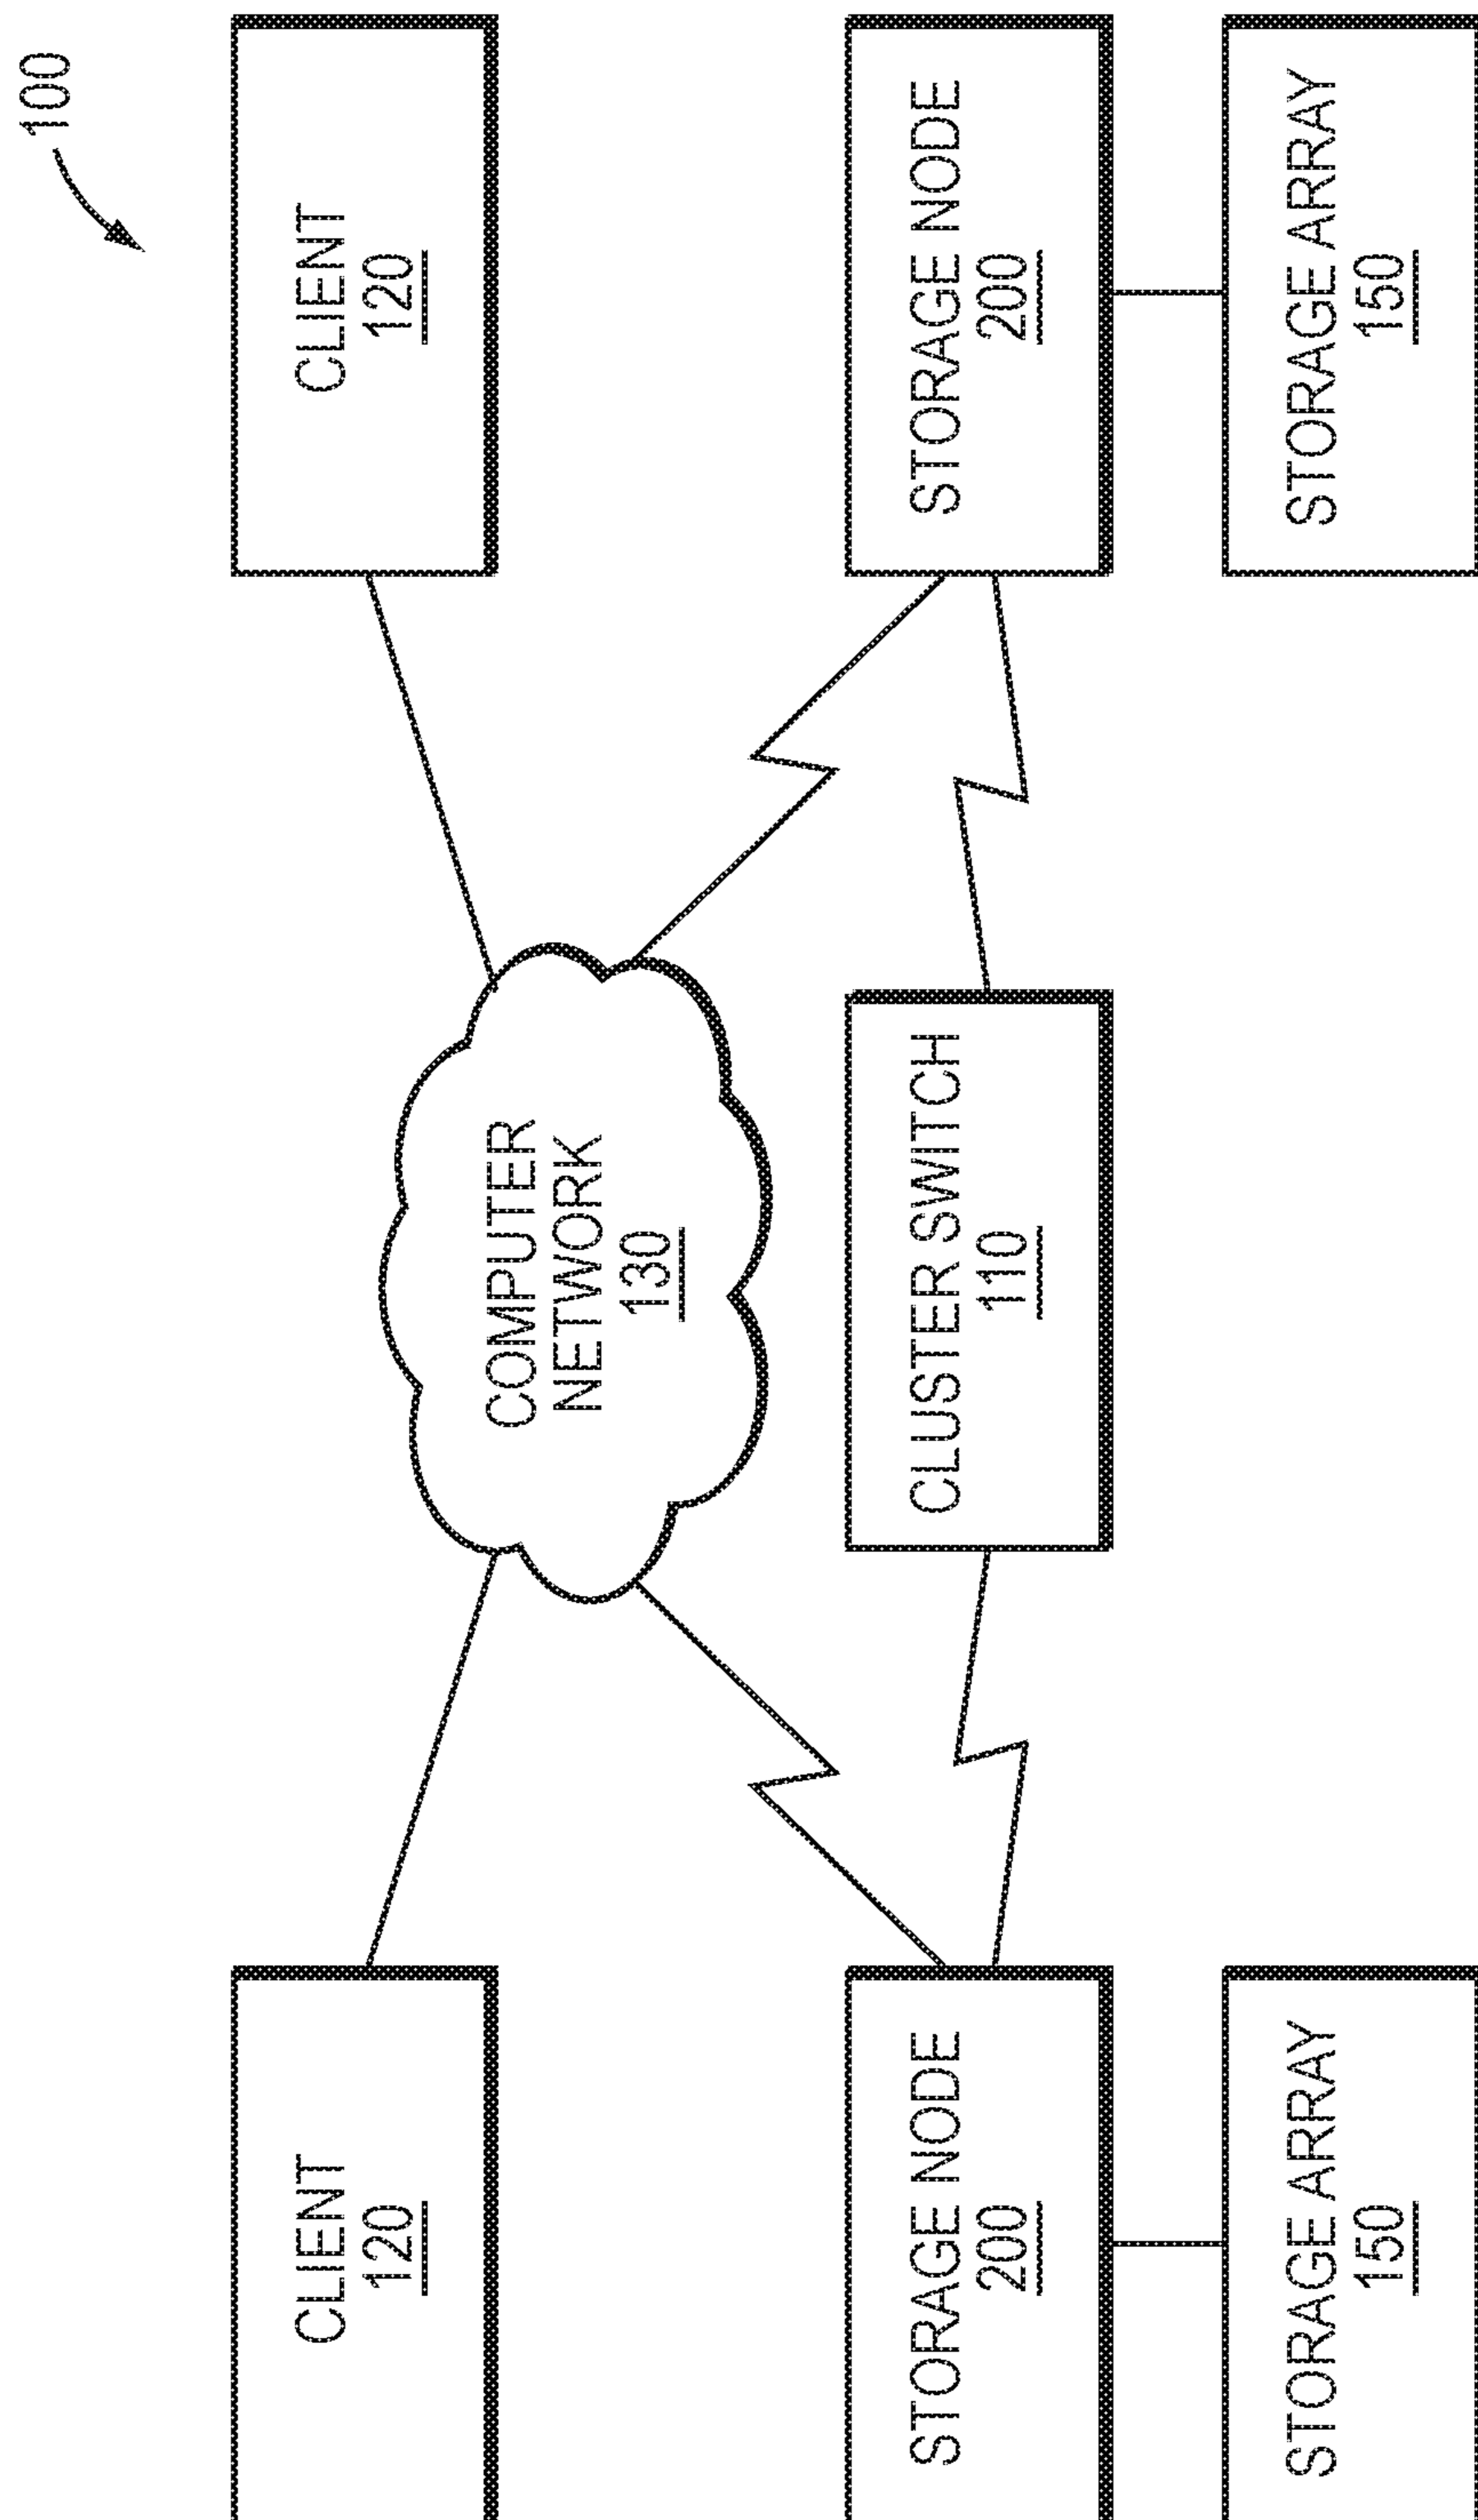 100
CLIENT
120
CLIENT
120
COMPUTER
NETWORK
130
STORAGE NODE
200
CLUSTER SWITCH
110
STORAGE NODE
200
STORAGE ARRAY
150
STORAGE ARRAY
150